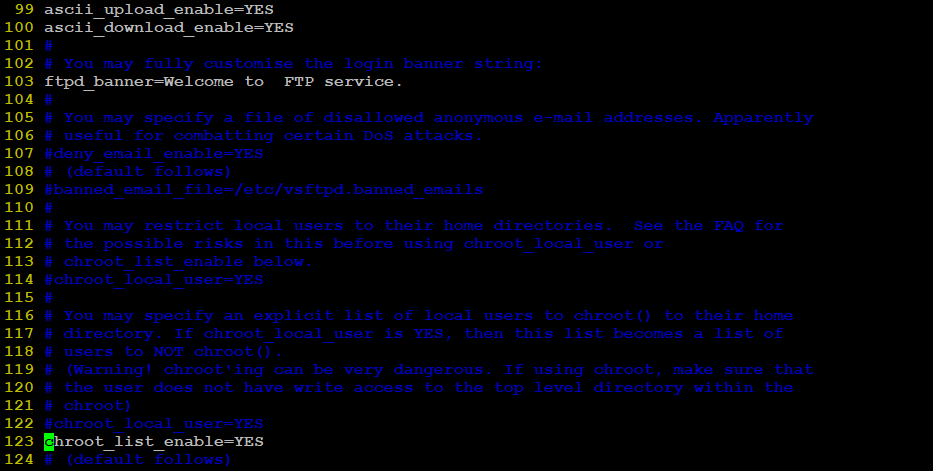 99 ascii_upload_enable=YES
100 ascii_download_enable=YES
101 #
102 # You may fully customise the login banner string:
103 ftpd_banner=Welcome to  FTP service.
104 #
105 # You may specify a file of disallowed anonymous e-mail addresses. Apparently
106 # useful for combatting certain DoS attacks.
107 #deny_email_enable=YES
108 # (default follows)
109 #banned_email_file=/etc/vsftpd.banned_emails
110 #
111 # You may restrict local users to their home directories.  See the FAQ for
112 # the possible risks in this before using chroot_local_user or
113 # chroot_list_enable below.
114 #chroot_local_user=YES
115 #
116 # You may specify an explicit list of local users to chroot() to their home
117 # directory. If chroot_local_user is YES, then this list becomes a list of
118 # users to NOT chroot().
119 # (Warning! chroot'ing can be very dangerous. If using chroot, make sure that
120 # the user does not have write access to the top level directory within the
121 # chroot)
122 #chroot_local_user=YES
123 chroot_list_enable=YES
124 # (default follows)